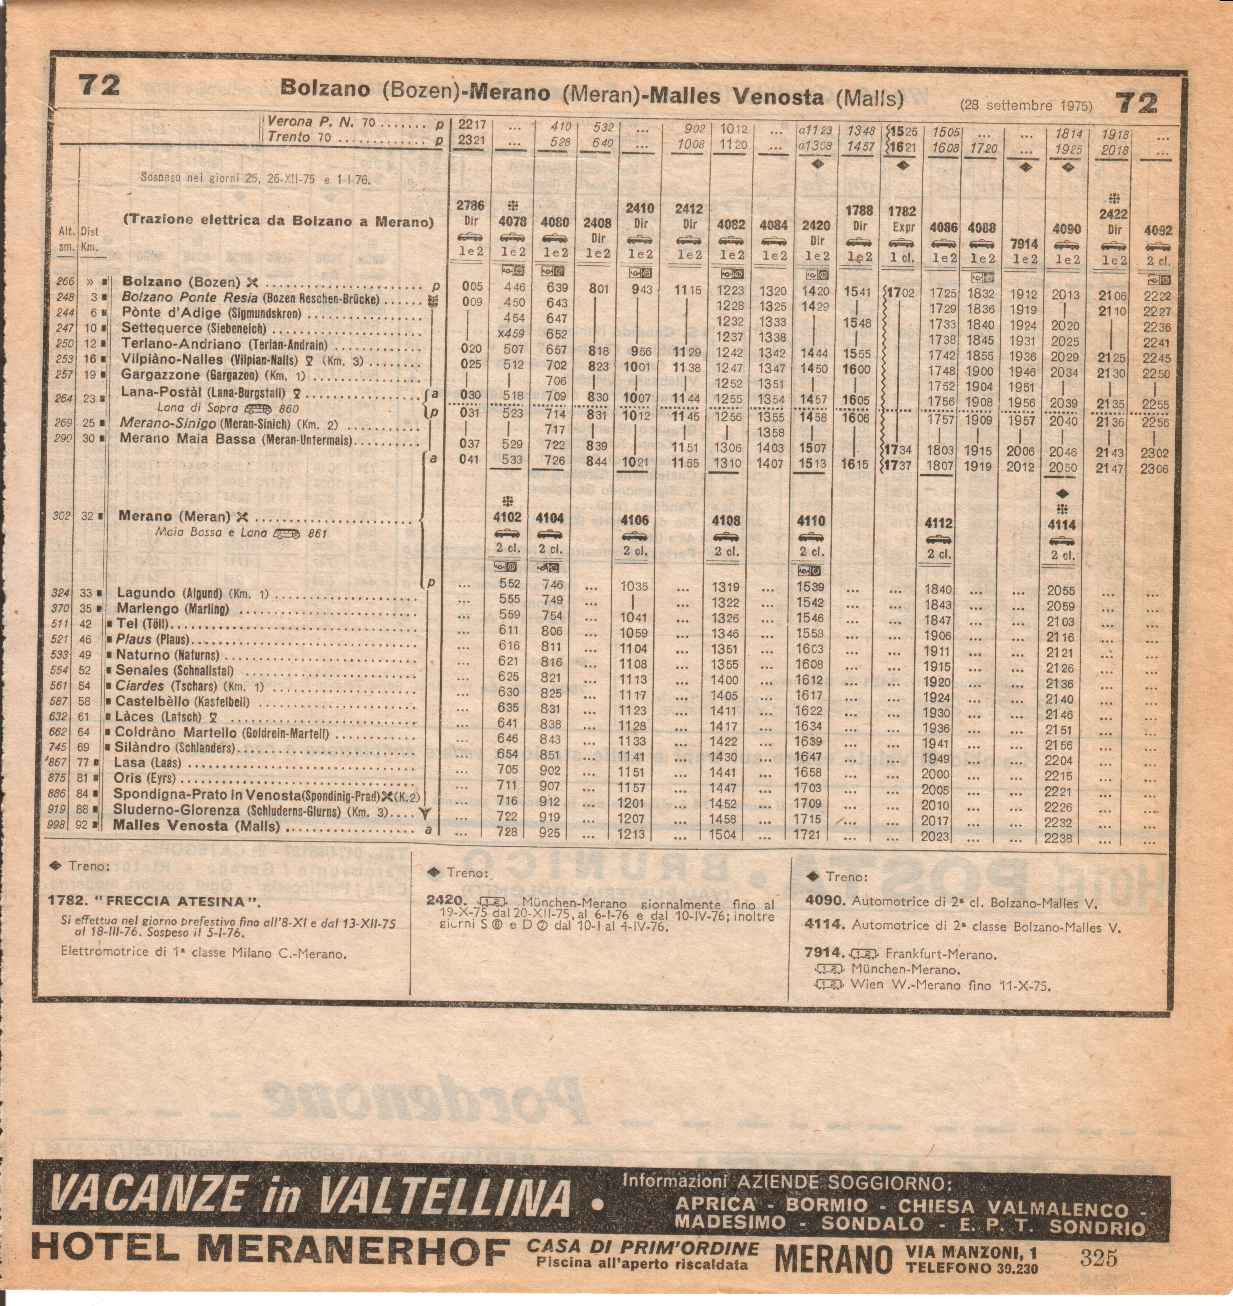 72 Bolzano (Bozen)-Merano (Meran)-Malles Venosta (Malls) (28 settembre 1975) 72
Verona P. N. 70 ....... p 2217 ... 410 532 ... 902 1012 ... a1123 1348 1525 1505 ... ... 1814 1918 ...
Trento 70 ............ p 2321 ... 528 640 ... 1008 1120 ... a1308 1457 1621 1608 1720 ... 1925 2018 ...
Sospeso nei giorni 25, 26-XII-75 e 1-I-76.
(Trazione elettrica da Bolzano a Merano)
Alt. sm. Dist Km.
2786 Dir 1e2
4078 1e2
4080 1e2
2408 Dir 1e2
2410 Dir 1e2
2412 Dir 1e2
4082 1e2
4084 1e2
2420 Dir 1e2
1788 Dir 1e2
1782 Expr 1 cl.
4086 1e2
4088 1e2
7914 1e2
4090 1e2
2422 Dir 1e2
4092 2 cl.
266 » Bolzano (Bozen) p 005 446 639 801 943 1115 1223 1320 1420 1541 1702 1725 1832 1912 2013 2106 2222
248 3 Bolzano Ponte Resia (Bozen Reschen-Brücke) 009 450 643 | | | 1228 1325 1429 | 1729 1836 1919 | 2110 2227
244 6 Pònte d'Adige (Sigmundskron) | 454 647 | | | 1232 1333 | 1548 1733 1840 1924 2020 | 2236
247 10 Settequerce (Siebeneich) | x459 652 | | | 1237 1338 | | 1738 1845 1931 2025 | 2241
250 12 Terlano-Andriano (Terlan-Andrain) 020 507 657 818 956 1129 1242 1342 1444 1555 1742 1855 1936 2029 2125 2245
253 16 Vilpiàno-Nalles (Vilpian-Nalls) (Km. 3) 025 512 702 823 1001 1138 1247 1347 1450 1600 1748 1900 1946 2034 2130 2250
257 19 Gargazzone (Gargazon) (Km. 1) | | 706 | | | 1252 1351 | | 1752 1904 1951 | | |
264 23 Lana-Postàl (Lana-Burgstall) a 030 518 709 830 1007 1144 1255 1354 1457 1605 1756 1908 1956 2039 2135 2255
Lana di Sopra 860 p 031 523 714 831 1012 1145 1256 1355 1458 1606 1757 1909 1957 2040 2136 2256
269 25 Merano-Sinigo (Meran-Sinich) (Km. 2) | | 717 | | | | 1358 | | | | | | | |
290 30 Merano Maia Bassa (Meran-Untermais) 037 529 722 839 | 1151 1306 1403 1507 | 1734 1803 1915 2006 2046 2143 2302
a 041 533 726 844 1021 1155 1310 1407 1513 1615 1737 1807 1919 2012 2050 2147 2306
302 32 Merano (Meran)
Maia Bassa e Lana 861
4102 2 cl.
4104 2 cl.
4106 2 cl.
4108 2 cl.
4110 2 cl.
4112 2 cl.
4114 2 cl.
p ... 552 746 ... 1035 ... 1319 ... 1539 ... ... 1840 ... ... 2055 ... ...
324 33 Lagundo (Algund) (Km. 1) ... 555 749 ... | ... 1322 ... 1542 ... ... 1843 ... ... 2059 ... ...
370 35 Marlengo (Marling) ... 559 754 ... 1041 ... 1326 ... 1546 ... ... 1847 ... ... 2103 ... ...
511 42 Tel (Töll) ... 611 806 ... 1059 ... 1346 ... 1558 ... ... 1906 ... ... 2116 ... ...
521 46 Plaus (Plaus) ... 616 811 ... 1104 ... 1351 ... 1603 ... ... 1911 ... ... 2121 ... ...
533 49 Naturno (Naturns) ... 621 816 ... 1108 ... 1355 ... 1608 ... ... 1915 ... ... 2126 ... ...
554 52 Senales (Schnalstal) ... 625 821 ... 1113 ... 1400 ... 1612 ... ... 1920 ... ... 2136 ... ...
561 54 Ciardes (Tschars) (Km. 1) ... 630 825 ... 1117 ... 1405 ... 1617 ... ... 1924 ... ... 2140 ... ...
587 58 Castelbèllo (Kastelbell) ... 635 831 ... 1123 ... 1411 ... 1622 ... ... 1930 ... ... 2146 ... ...
632 61 Làces (Latsch) ... 641 838 ... 1128 ... 1417 ... 1634 ... ... 1936 ... ... 2151 ... ...
662 64 Coldràno Martello (Goldrein-Martell) ... 646 843 ... 1133 ... 1422 ... 1639 ... ... 1941 ... ... 2156 ... ...
745 69 Silàndro (Schlanders) ... 654 851 ... 1141 ... 1430 ... 1647 ... ... 1949 ... ... 2204 ... ...
867 77 Lasa (Laas) ... 705 902 ... 1151 ... 1441 ... 1658 ... ... 2000 ... ... 2215 ... ...
875 81 Oris (Eyrs) ... 711 907 ... 1157 ... 1447 ... 1703 ... ... 2005 ... ... 2221 ... ...
886 84 Spondigna-Prato in Venosta (Spondinig-Prad) (K.2) ... 716 912 ... 1201 ... 1452 ... 1709 ... ... 2010 ... ... 2226 ... ...
919 88 Sluderno-Glorenza (Schluderns-Glurns) (Km. 3) ... 722 919 ... 1207 ... 1458 ... 1715 ... ... 2017 ... ... 2232 ... ...
998 92 Malles Venosta (Malls) a ... 728 925 ... 1213 ... 1504 ... 1721 ... ... 2023 ... ... 2238 ... ...
◆ Treno:
1782. "FRECCIA ATESINA".
Si effettua nel giorno prefestivo fino all'8-XI e dal 13-XII-75
al 18-III-76. Sospeso il 5-I-76.
Elettromotrice di 1ª classe Milano C.-Merano.
◆ Treno:
2420. München-Merano giornalmente fino al
19-X-75 dal 20-XII-75, al 6-I-76 e dal 10-IV-76; inoltre
giorni S ⑥ e D ⑦ dal 10-I al 4-IV-76.
◆ Treno:
4090. Automotrice di 2ª cl. Bolzano-Malles V.
4114. Automotrice di 2ª classe Bolzano-Malles V.
7914. Frankfurt-Merano.
München-Merano.
Wien W.-Merano fino 11-X-75.
VACANZE in VALTELLINA • Informazioni AZIENDE SOGGIORNO:
APRICA - BORMIO - CHIESA VALMALENCO -
MADESIMO - SONDALO - E. P. T. SONDRIO
HOTEL MERANERHOF CASA DI PRIM'ORDINE
Piscina all'aperto riscaldata
MERANO VIA MANZONI, 1
TELEFONO 39.230
325